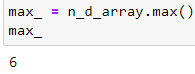 max_ = n_d_array.max()
max_
6